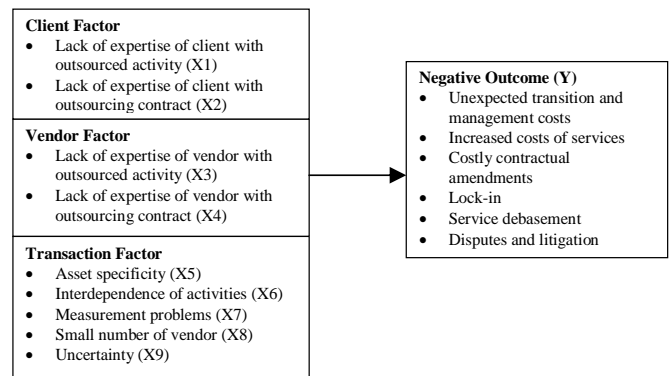 Client Factor
• Lack of expertise of client with
outsourced activity (X1)
• Lack of expertise of client with
outsourcing contract (X2)
Vendor Factor
• Lack of expertise of vendor with
outsourced activity (X3)
• Lack of expertise of vendor with
outsourcing contract (X4)
Transaction Factor
• Asset specificity (X5)
• Interdependence of activities (X6)
• Measurement problems (X7)
• Small number of vendor (X8)
• Uncertainty (X9)
Negative Outcome (Y)
• Unexpected transition and
management costs
• Increased costs of services
• Costly contractual
amendments
• Lock-in
• Service debasement
• Disputes and litigation